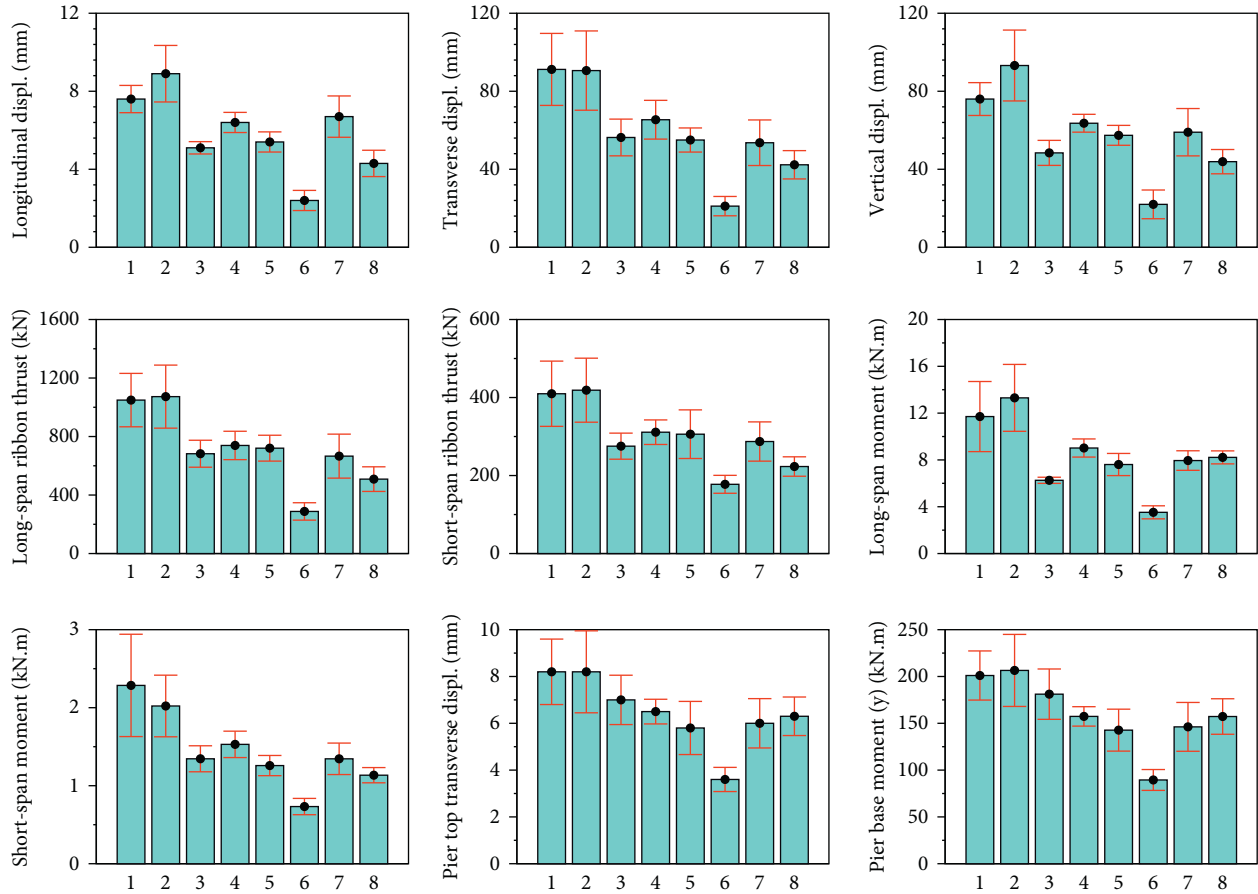 Longitudinal displ. (mm)
12
8
4
0
1 2 3 4 5 6 7 8
Transverse displ. (mm)
120
80
40
0
1 2 3 4 5 6 7 8
Vertical displ. (mm)
120
80
40
0
1 2 3 4 5 6 7 8
Long-span ribbon thrust (kN)
1600
1200
800
400
0
1 2 3 4 5 6 7 8
Short-span ribbon thrust (kN)
600
400
200
0
1 2 3 4 5 6 7 8
Long-span moment (kN.m)
20
16
12
8
4
0
1 2 3 4 5 6 7 8
Short-span moment (kN.m)
3
2
1
0
1 2 3 4 5 6 7 8
Pier top transverse displ. (mm)
10
8
6
4
2
0
1 2 3 4 5 6 7 8
Pier base moment (y) (kN.m)
250
200
150
100
50
0
1 2 3 4 5 6 7 8